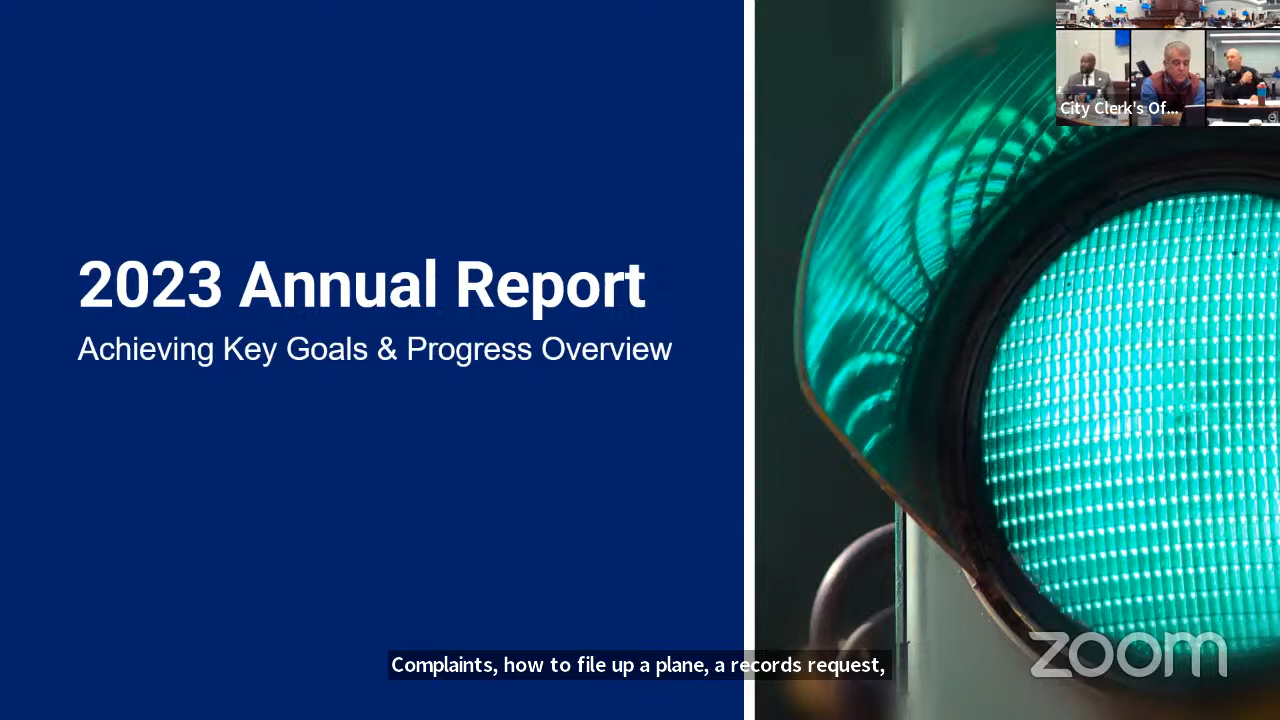 City Clerk's Of...
2023 Annual Report
Achieving Key Goals & Progress Overview
Complaints, how to file up a plane, a records request,
zoom